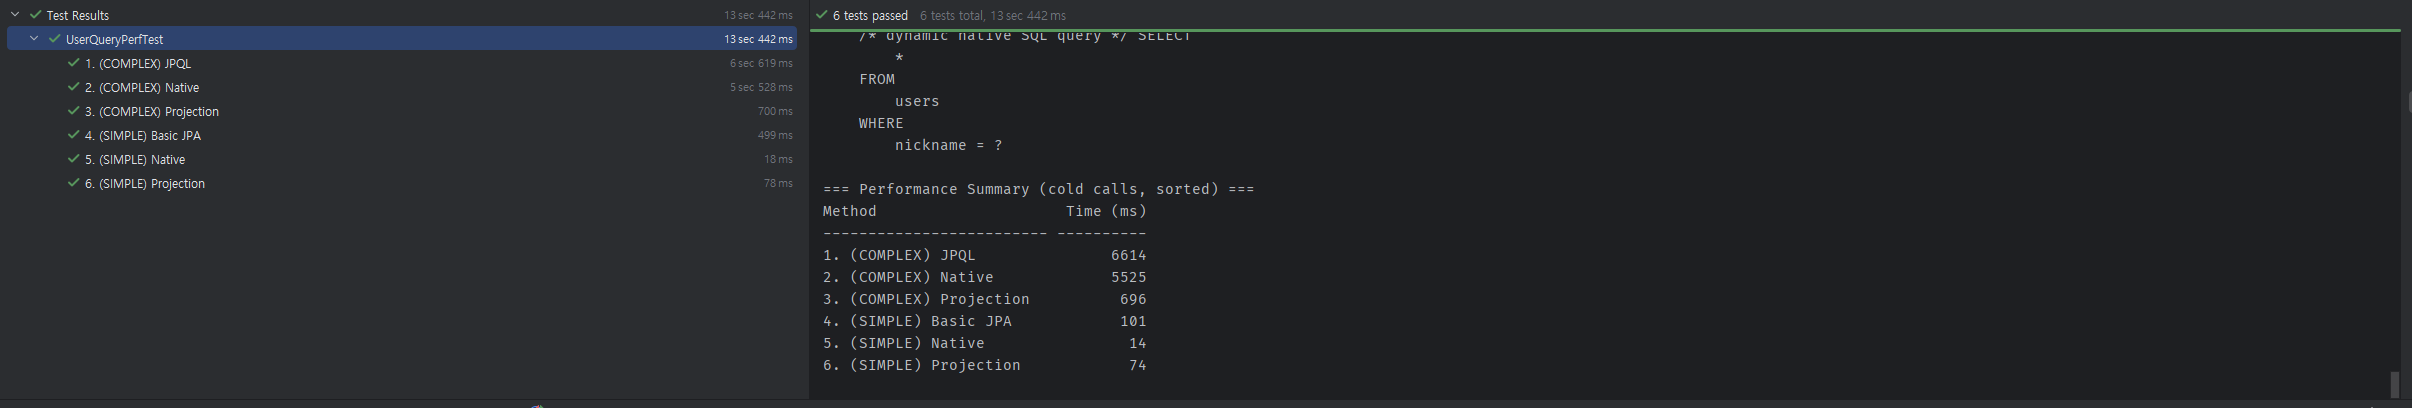 Test Results 13 sec 442 ms
UserQueryPerfTest 13 sec 442 ms
1. (COMPLEX) JPQL 6 sec 619 ms
2. (COMPLEX) Native 5 sec 528 ms
3. (COMPLEX) Projection 700 ms
4. (SIMPLE) Basic JPA 499 ms
5. (SIMPLE) Native 18 ms
6. (SIMPLE) Projection 78 ms
6 tests passed 6 tests total, 13 sec 442 ms
/* dynamic native SQL query */ SELECT
*
FROM
users
WHERE
nickname = ?
=== Performance Summary (cold calls, sorted) ===
Method Time (ms)
------------------------- ----------
1. (COMPLEX) JPQL 6614
2. (COMPLEX) Native 5525
3. (COMPLEX) Projection 696
4. (SIMPLE) Basic JPA 101
5. (SIMPLE) Native 14
6. (SIMPLE) Projection 74